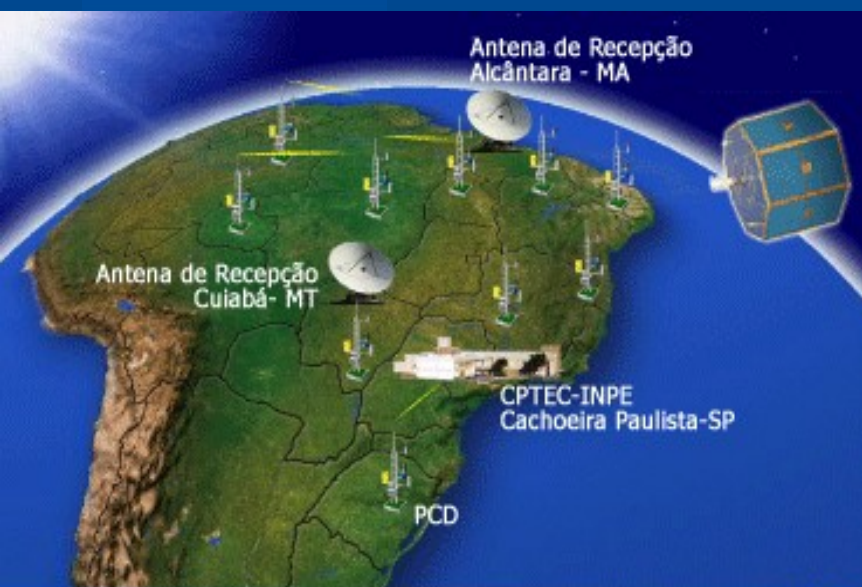 Antena de Recepção
Alcântara - MA
Antena de Recepção
Cuiabá- MT
CPTEC-INPE
Cachoeira Paulista-SP
PCD